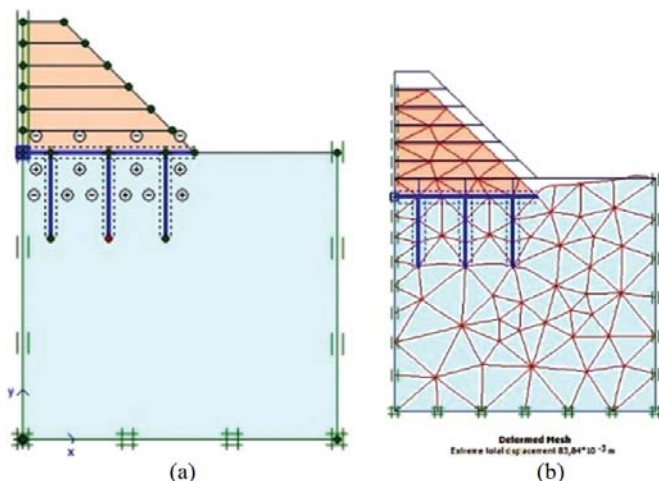 y
x
Deformed Mesh
Extreme total displacement 83,84*10⁻³ m
(a)
(b)